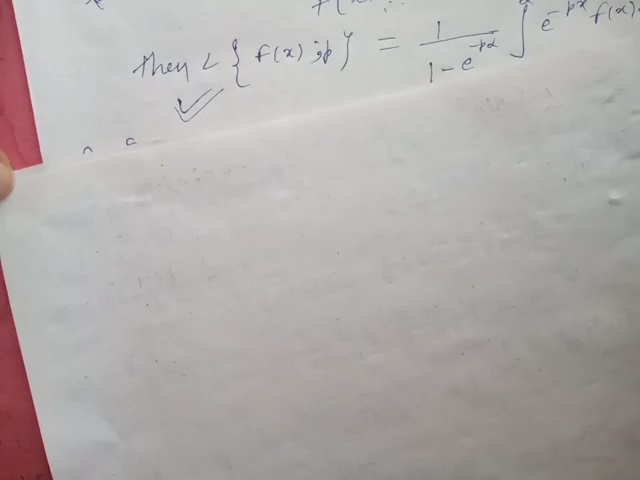 then L { f(x) ; p } = 1 / (1 - e^{-pα}) ∫ e^{-px} f(x)